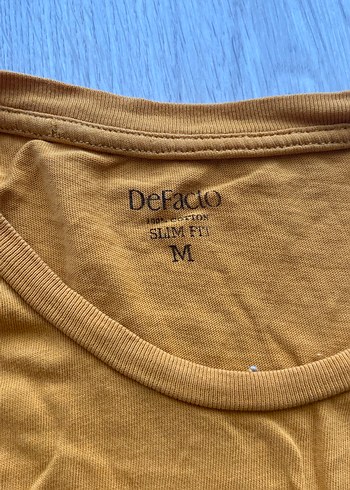 DeFacto
100% COTTON
SLIM FIT
M